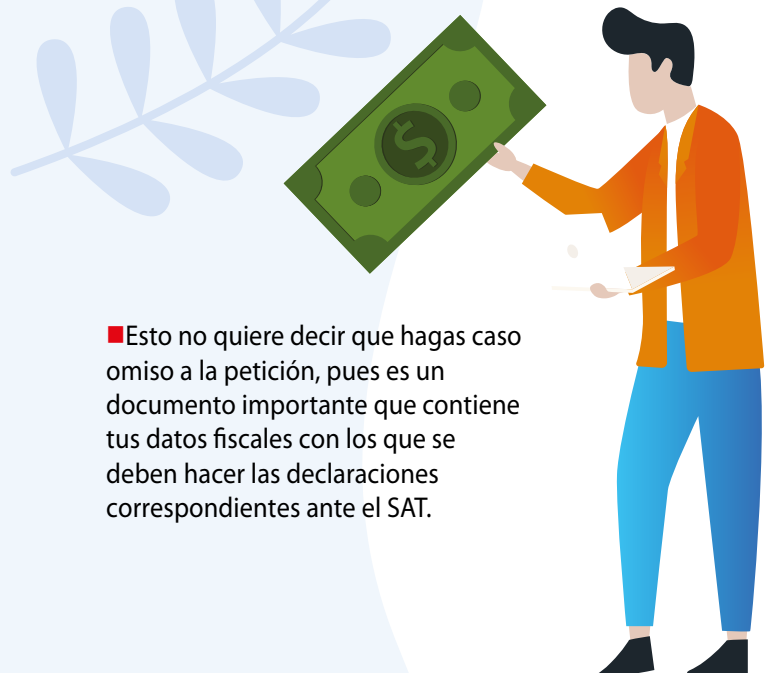 Esto no quiere decir que hagas caso
omiso a la petición, pues es un
documento importante que contiene
tus datos fiscales con los que se
deben hacer las declaraciones
correspondientes ante el SAT.
$